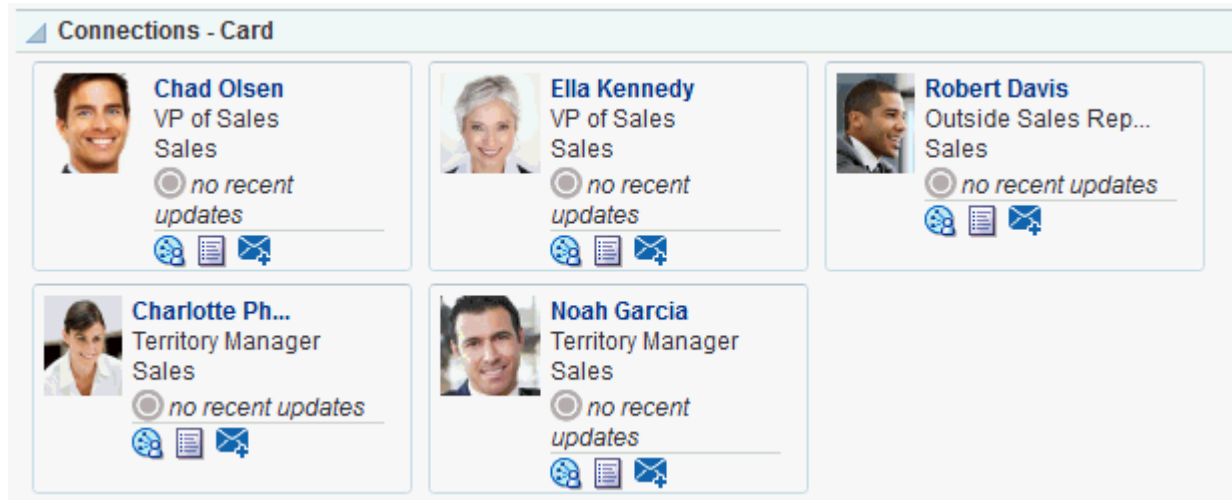 Connections - Card
Chad Olsen
VP of Sales
Sales
no recent
updates
Ella Kennedy
VP of Sales
Sales
no recent
updates
Robert Davis
Outside Sales Rep...
Sales
no recent updates
Charlotte Ph...
Territory Manager
Sales
no recent updates
Noah Garcia
Territory Manager
Sales
no recent
updates